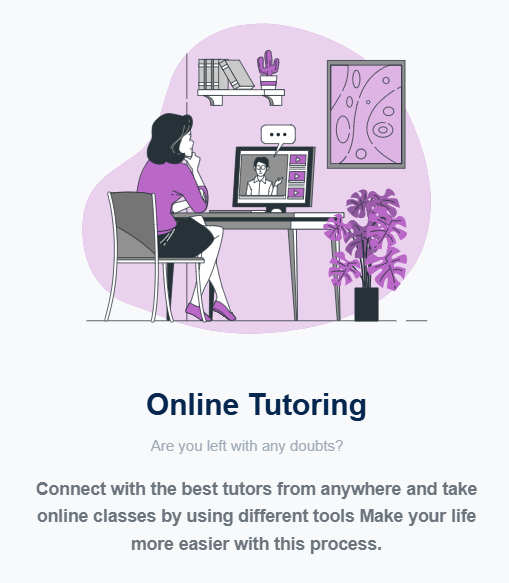 Online Tutoring
Are you left with any doubts?
Connect with the best tutors from anywhere and take
online classes by using different tools Make your life
more easier with this process.